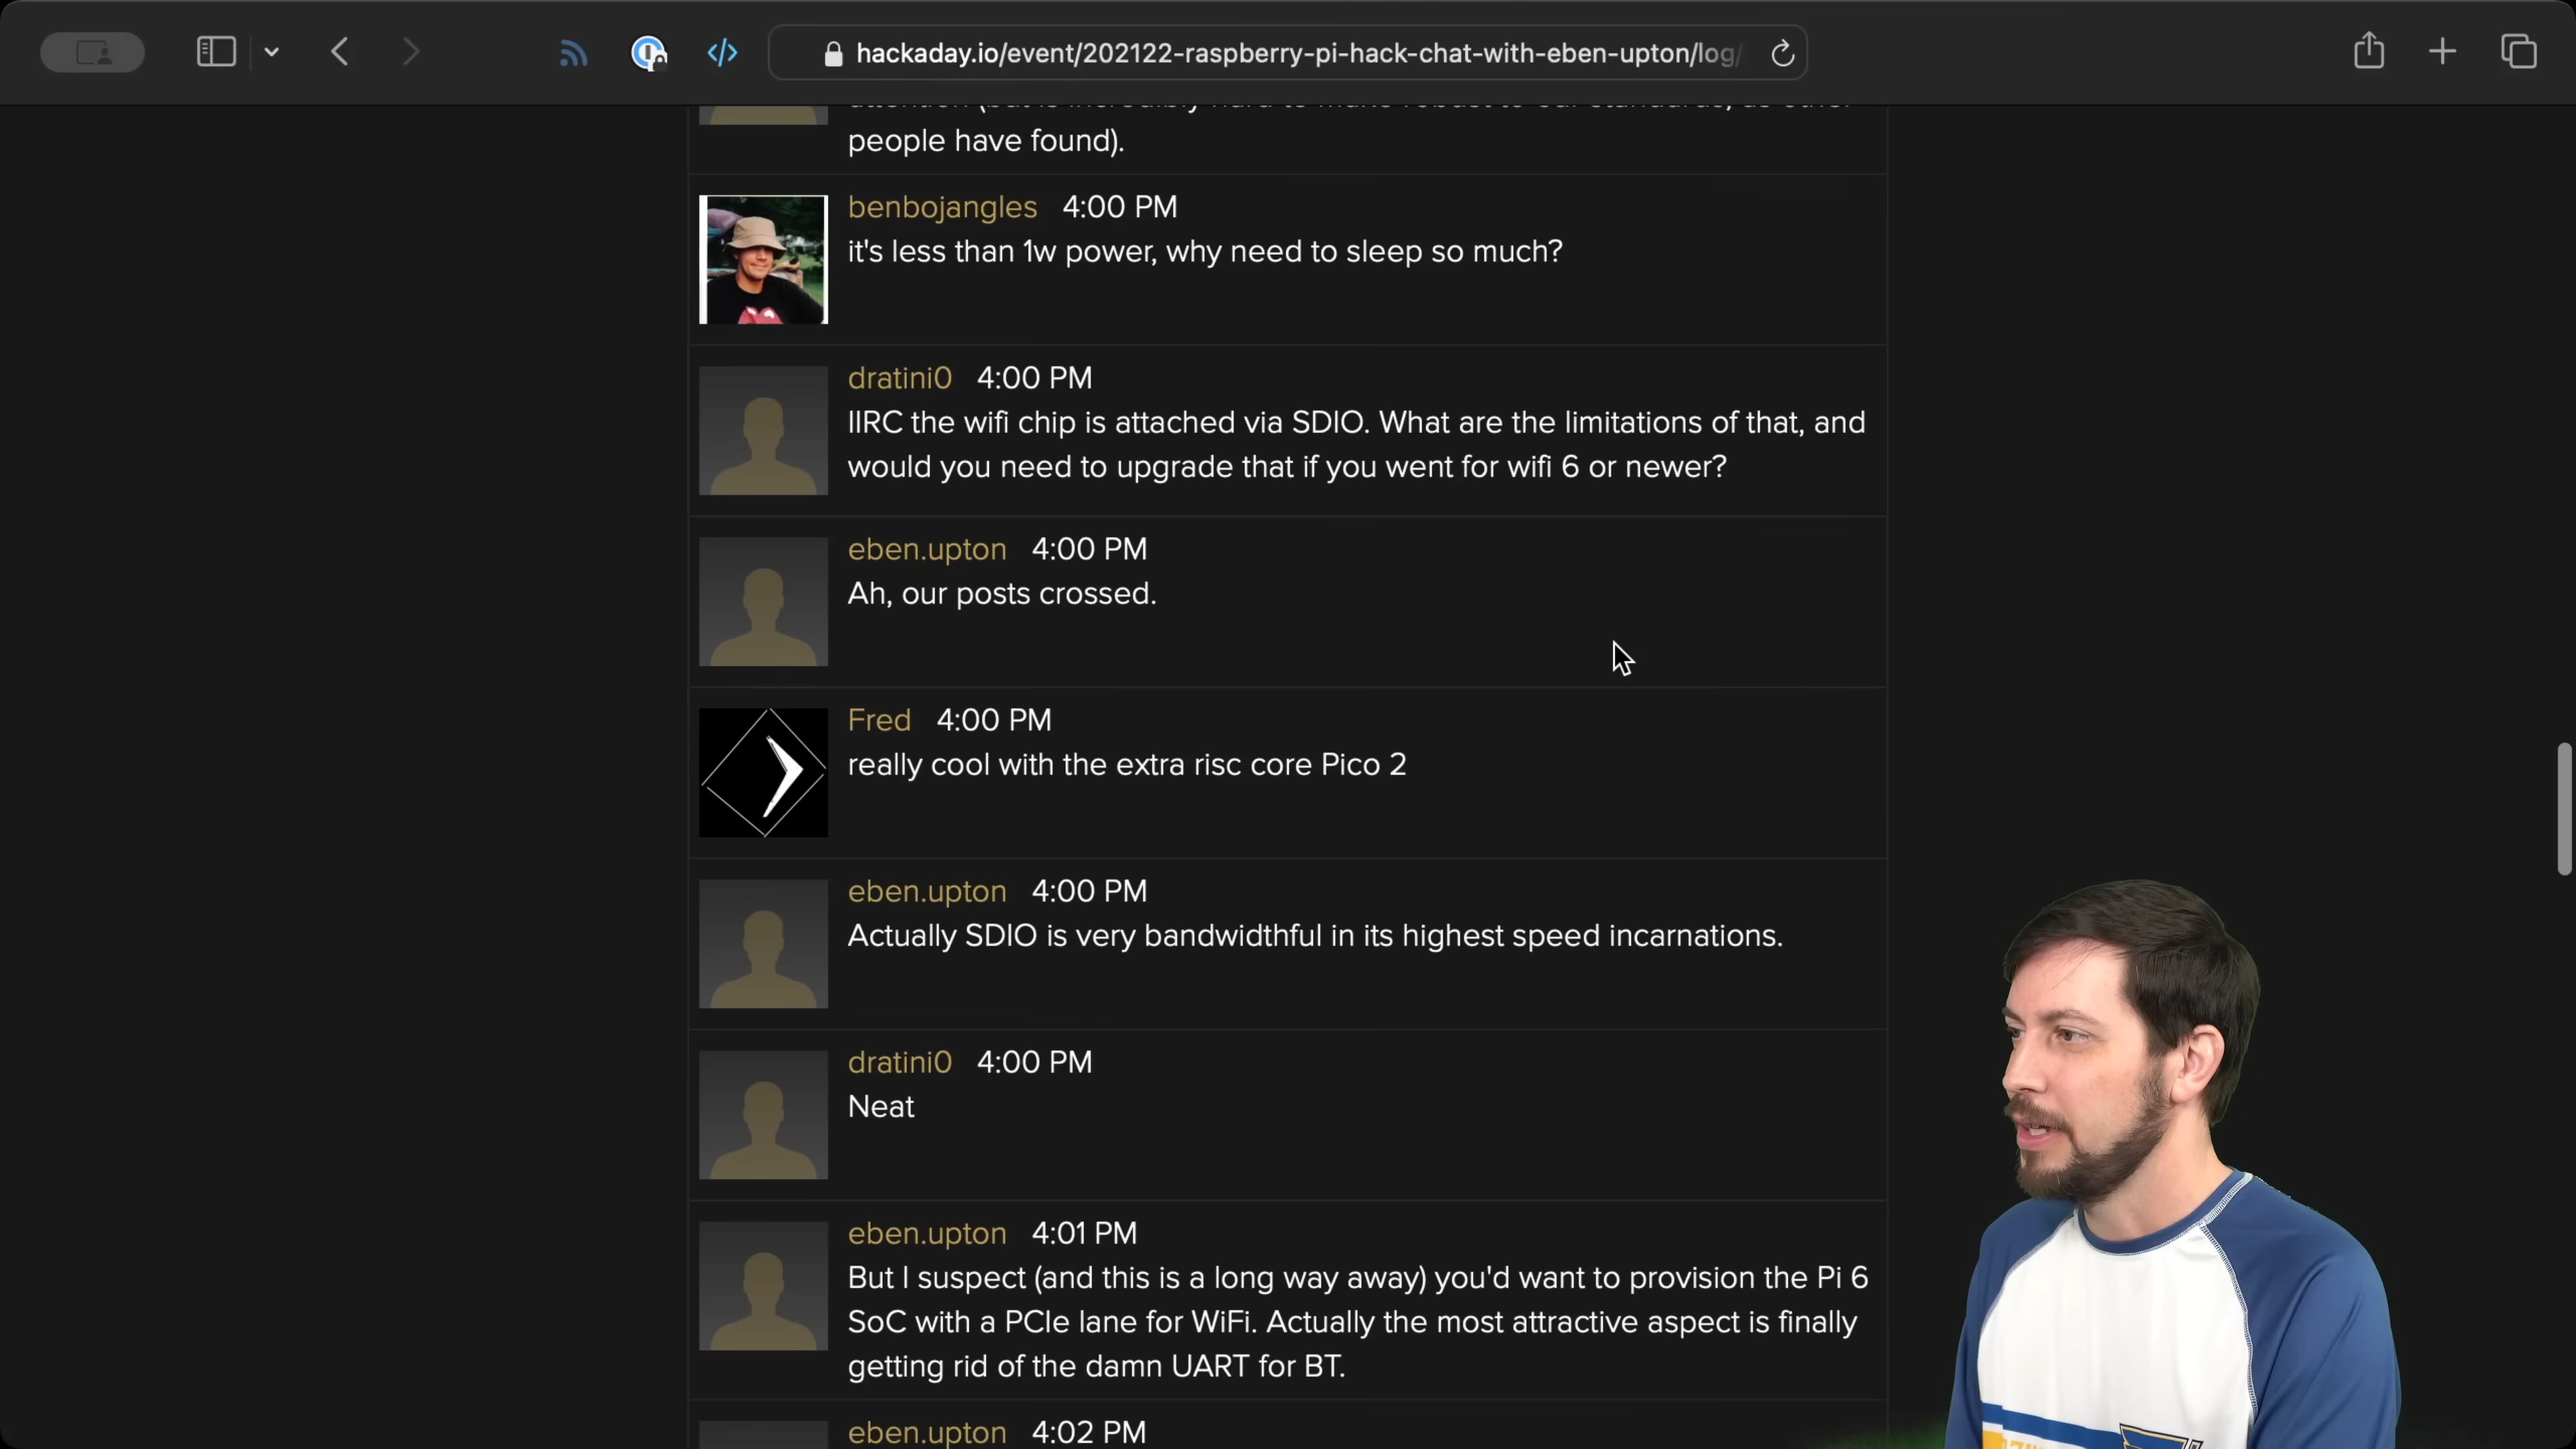 hackaday.io/event/202122-raspberry-pi-hack-chat-with-eben-upton/log/
people have found).
benbojangles 4:00 PM
it's less than 1w power, why need to sleep so much?
dratini0 4:00 PM
IIRC the wifi chip is attached via SDIO. What are the limitations of that, and
would you need to upgrade that if you went for wifi 6 or newer?
eben.upton 4:00 PM
Ah, our posts crossed.
Fred 4:00 PM
really cool with the extra risc core Pico 2
eben.upton 4:00 PM
Actually SDIO is very bandwidthful in its highest speed incarnations.
dratini0 4:00 PM
Neat
eben.upton 4:01 PM
But I suspect (and this is a long way away) you'd want to provision the Pi 6
SoC with a PCIe lane for WiFi. Actually the most attractive aspect is finally
getting rid of the damn UART for BT.
eben.upton 4:02 PM